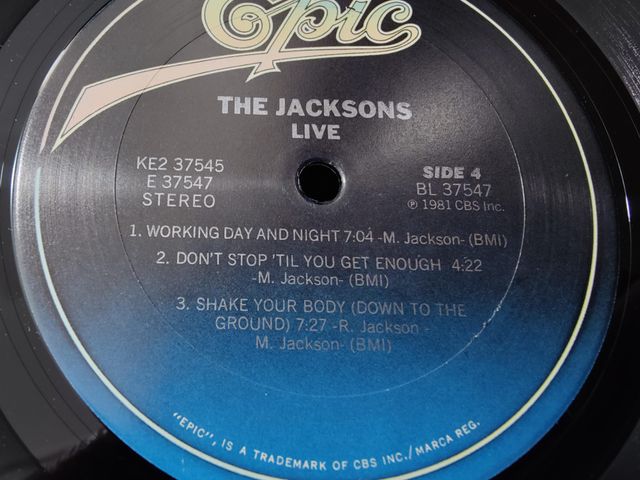 Epic
THE JACKSONS
LIVE
KE2 37545
E 37547
STEREO
SIDE 4
BL 37547
℗ 1981 CBS Inc.
1. WORKING DAY AND NIGHT 7:04 -M. Jackson- (BMI)
2. DON'T STOP 'TIL YOU GET ENOUGH 4:22
-M. Jackson- (BMI)
3. SHAKE YOUR BODY (DOWN TO THE
GROUND) 7:27 -R. Jackson -
M. Jackson- (BMI)
"EPIC", IS A TRADEMARK OF CBS INC./MARCA REG.